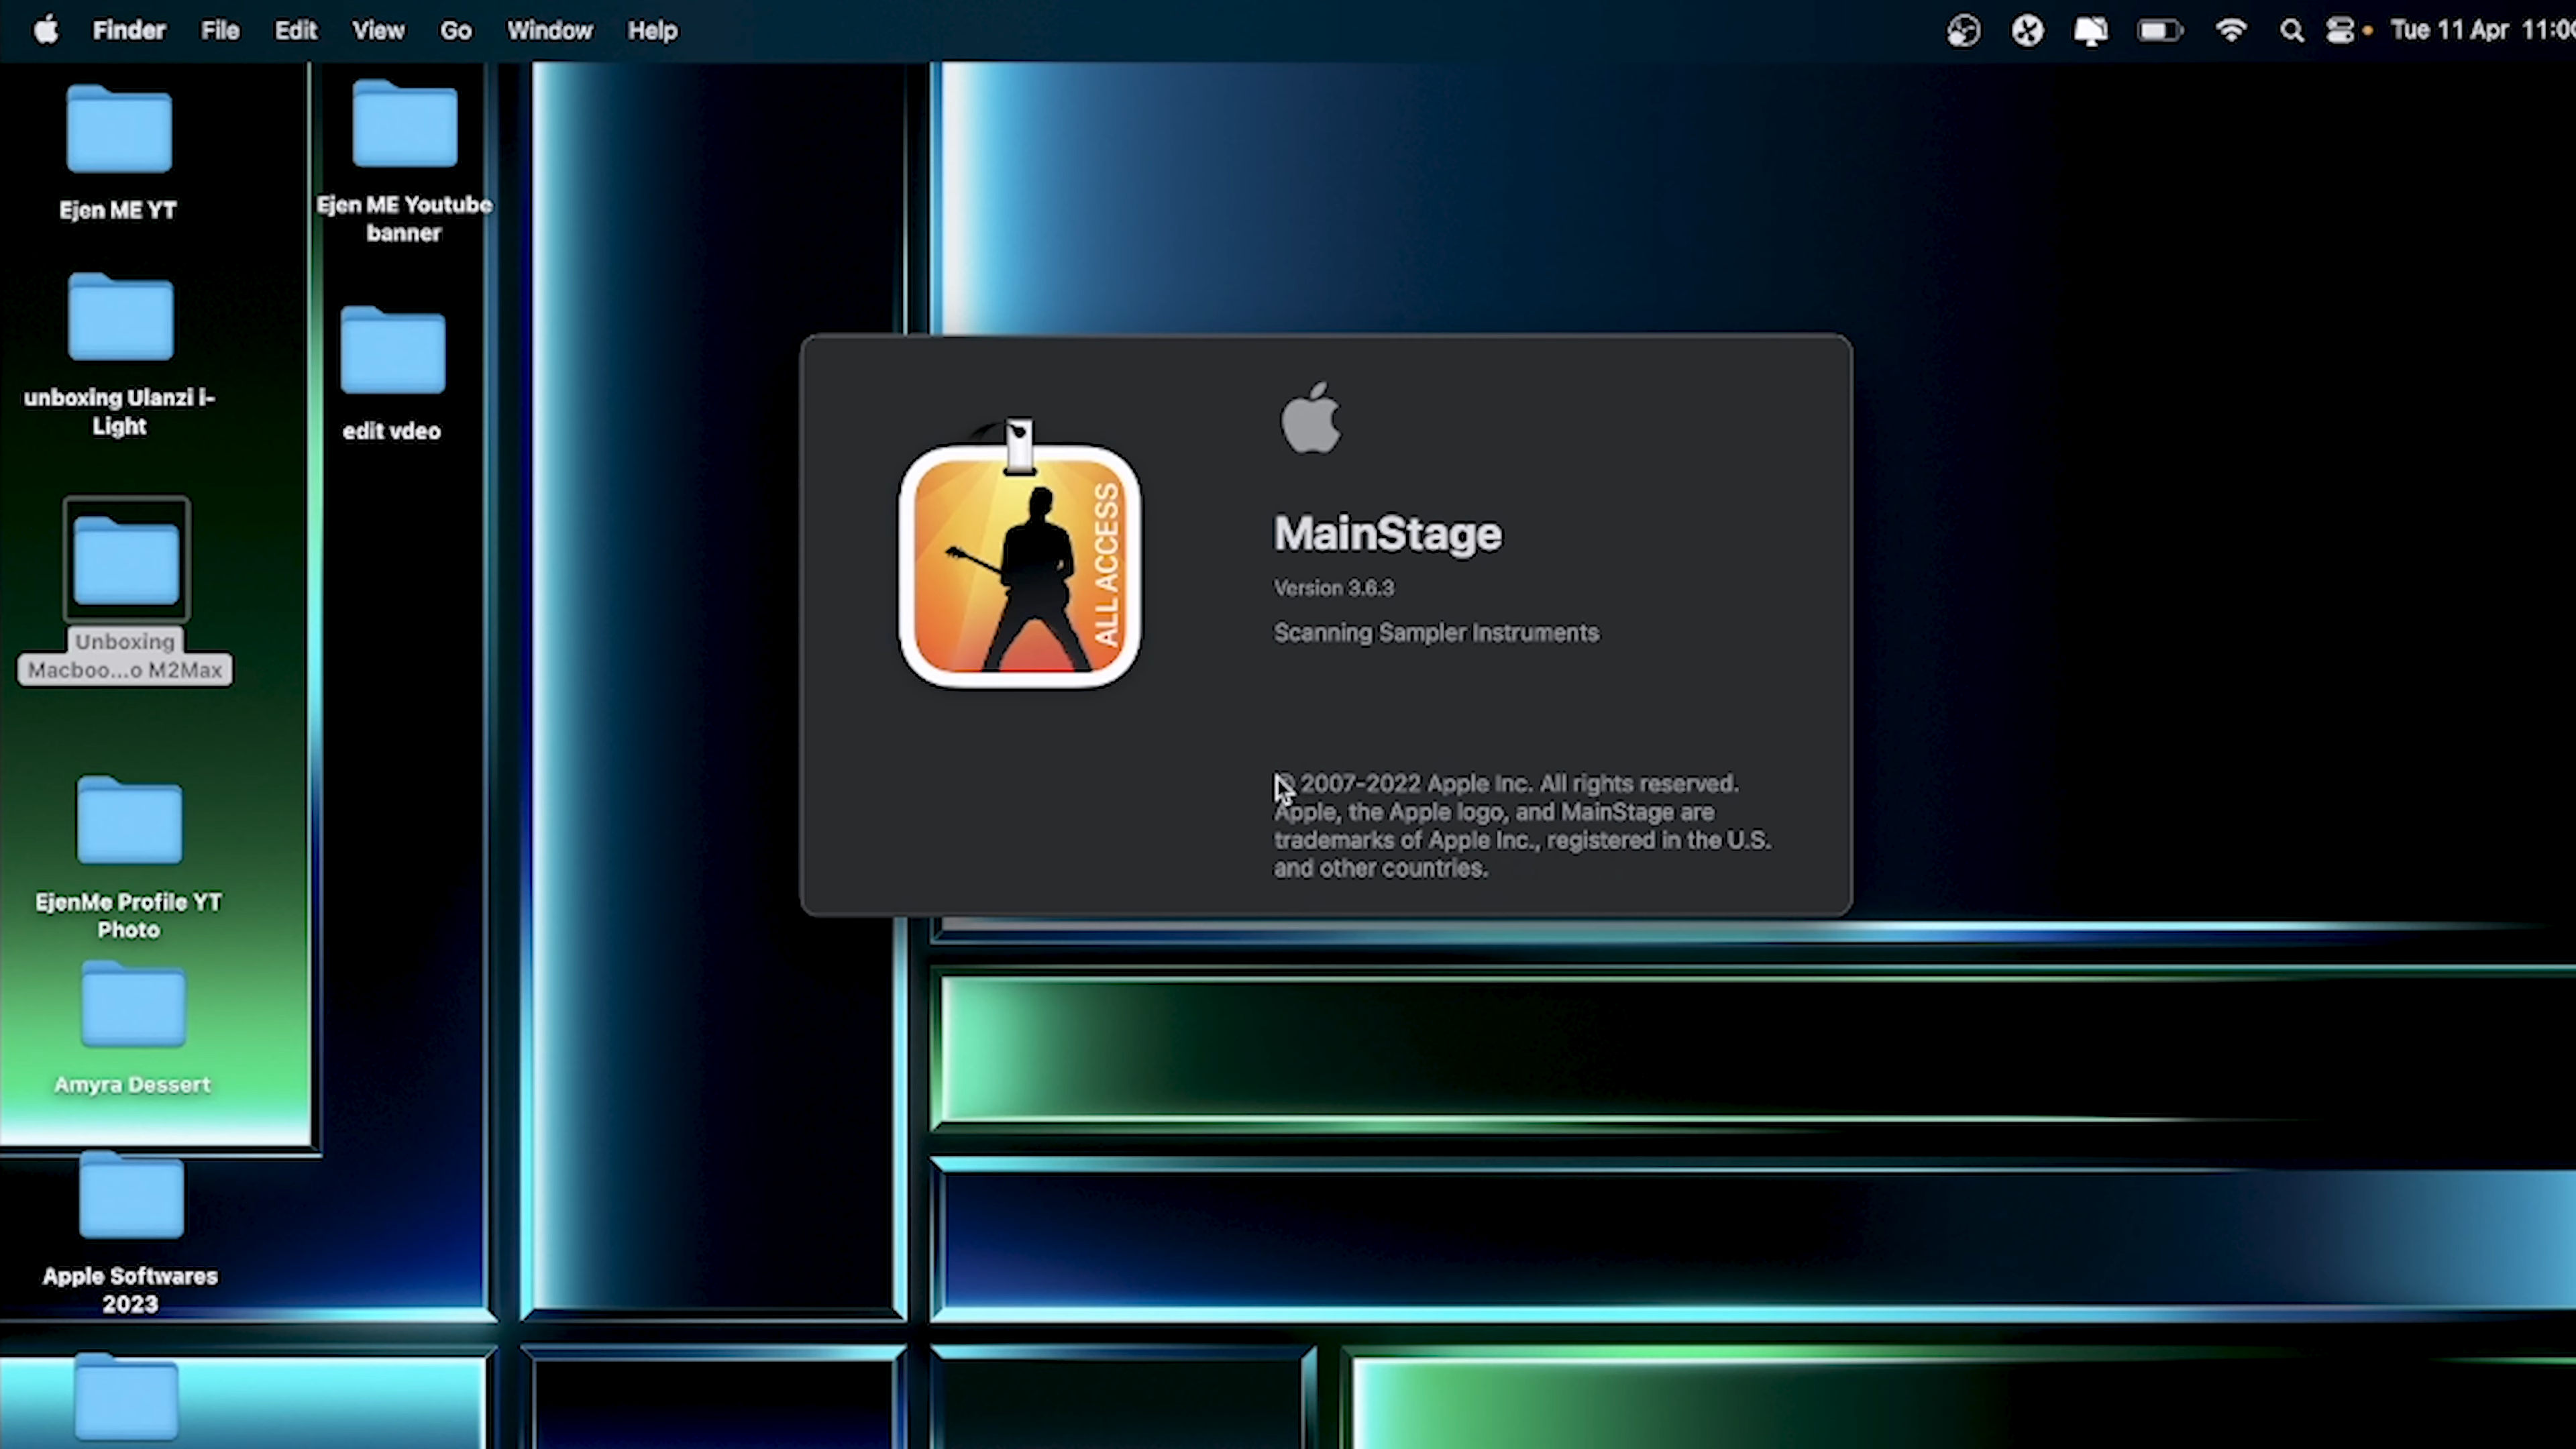 Finder File Edit View Go Window Help
Tue 11 Apr
Ejen ME YT
Ejen ME Youtube
banner
unboxing Ulanzi i-
Light
edit vdeo
Unboxing
Macboo...o M2Max
EjenMe Profile YT
Photo
Amyra Dessert
Apple Softwares
2023
ALL ACCESS
MainStage
Version 3.6.3
Scanning Sampler Instruments
2007-2022 Apple Inc. All rights reserved.
Apple, the Apple logo, and MainStage are
trademarks of Apple Inc., registered in the U.S.
and other countries.